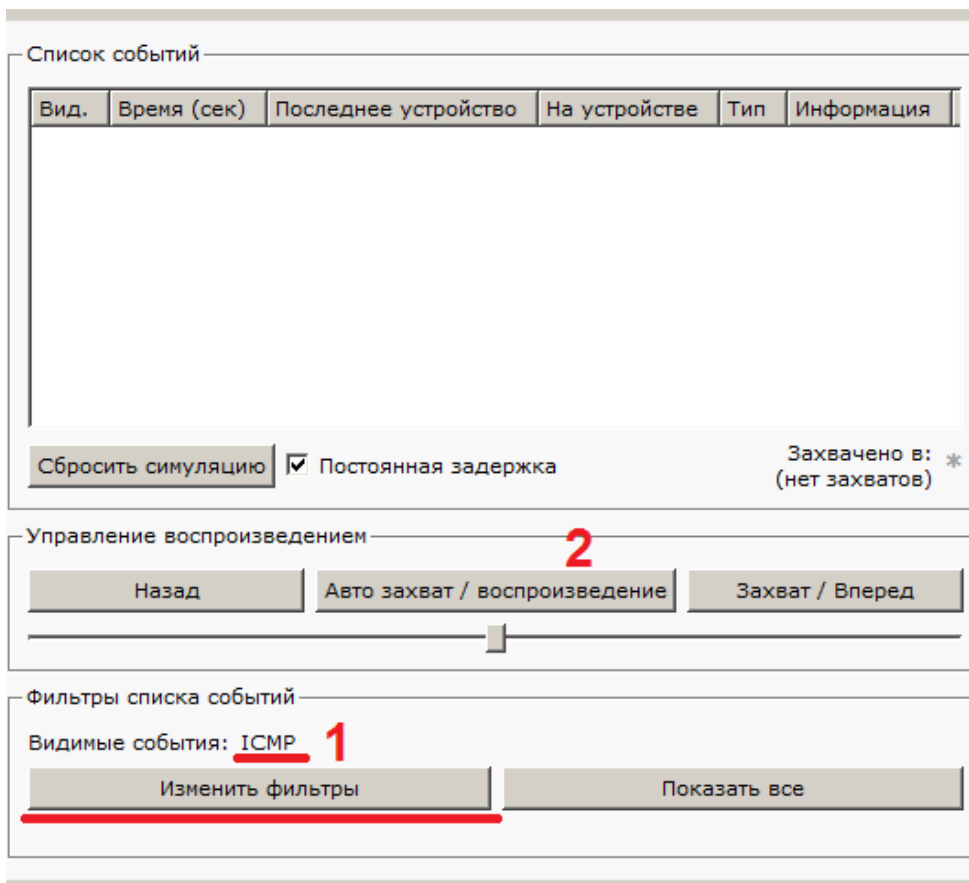 Список событий
Вид. Время (сек) Последнее устройство На устройстве Тип Информация
Сбросить симуляцию Постоянная задержка Захвачено в: *
(нет захватов)
Управление воспроизведением
2
Назад Авто захват / воспроизведение Захват / Вперед
Фильтры списка событий
Видимые события: ICMP 1
Изменить фильтры Показать все